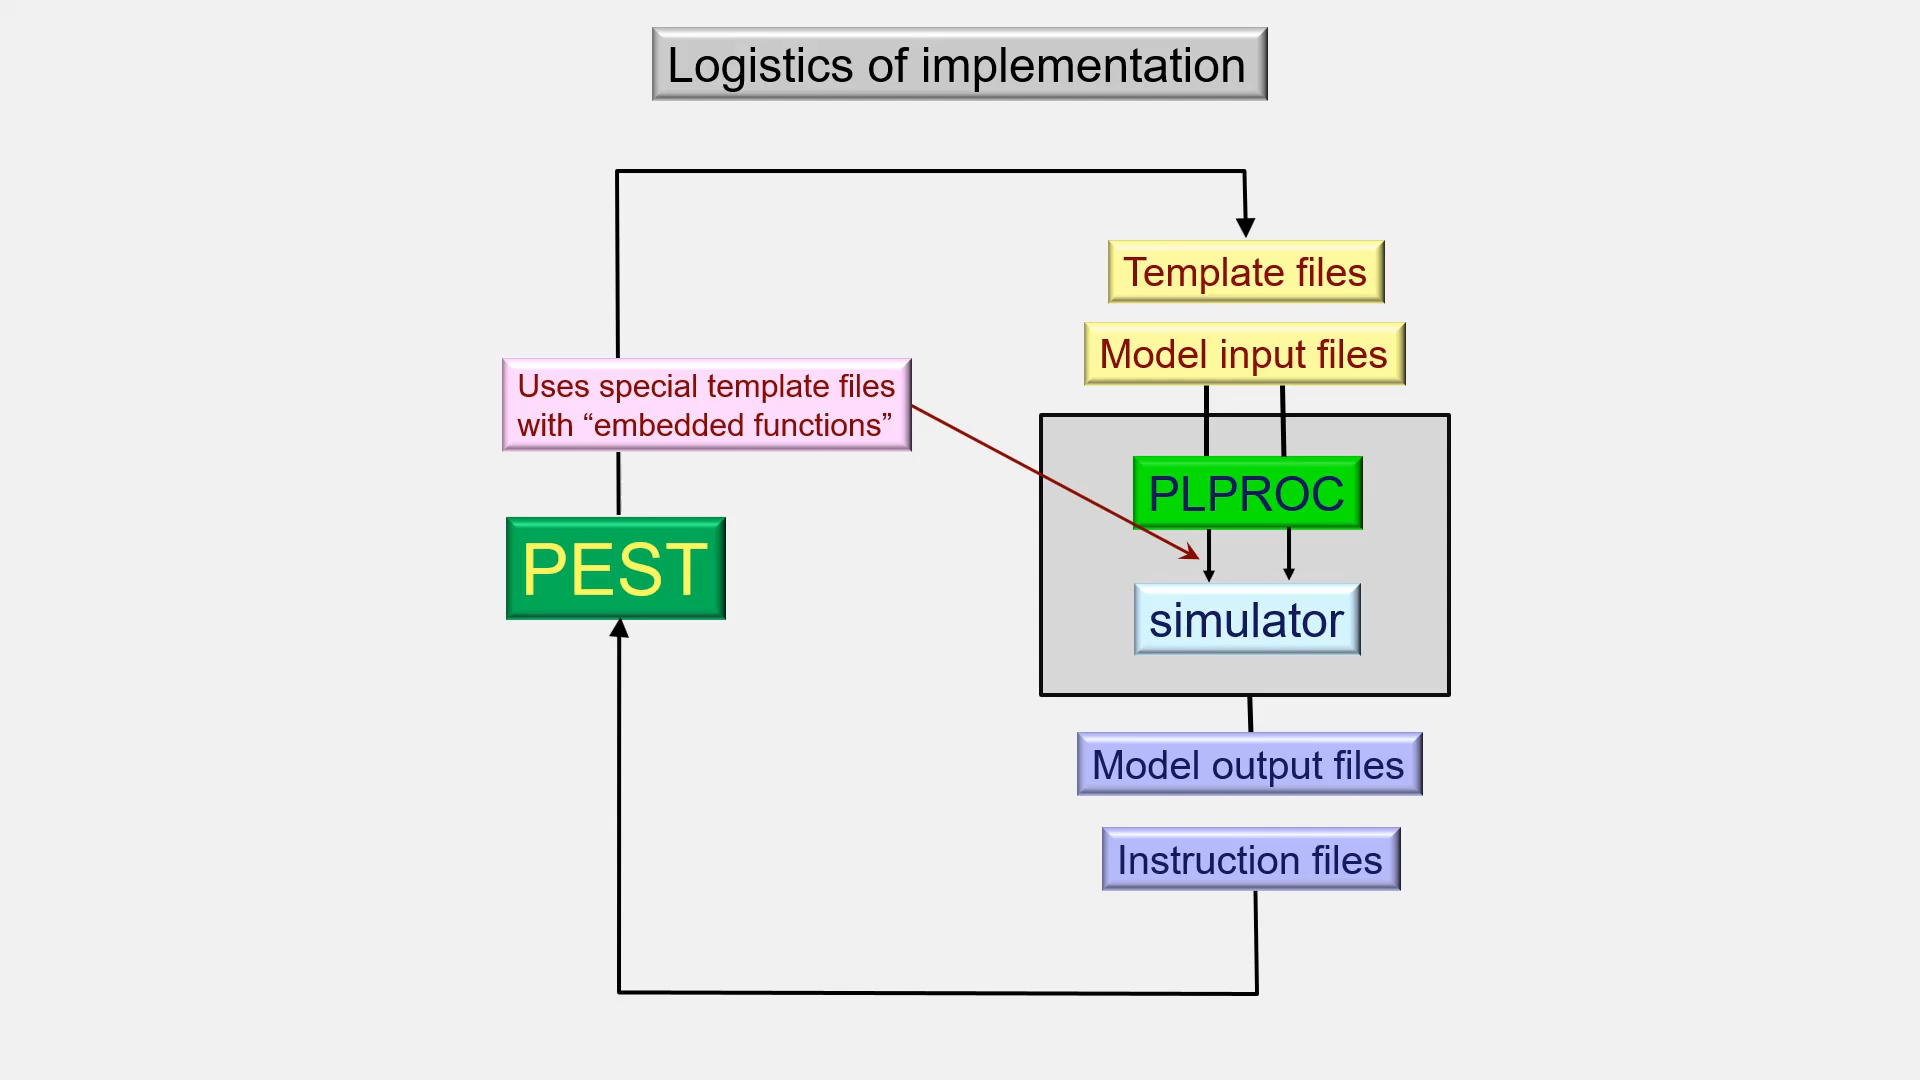 Logistics of implementation
Template files
Model input files
Uses special template files
with “embedded functions”
PLPROC
PEST
simulator
Model output files
Instruction files